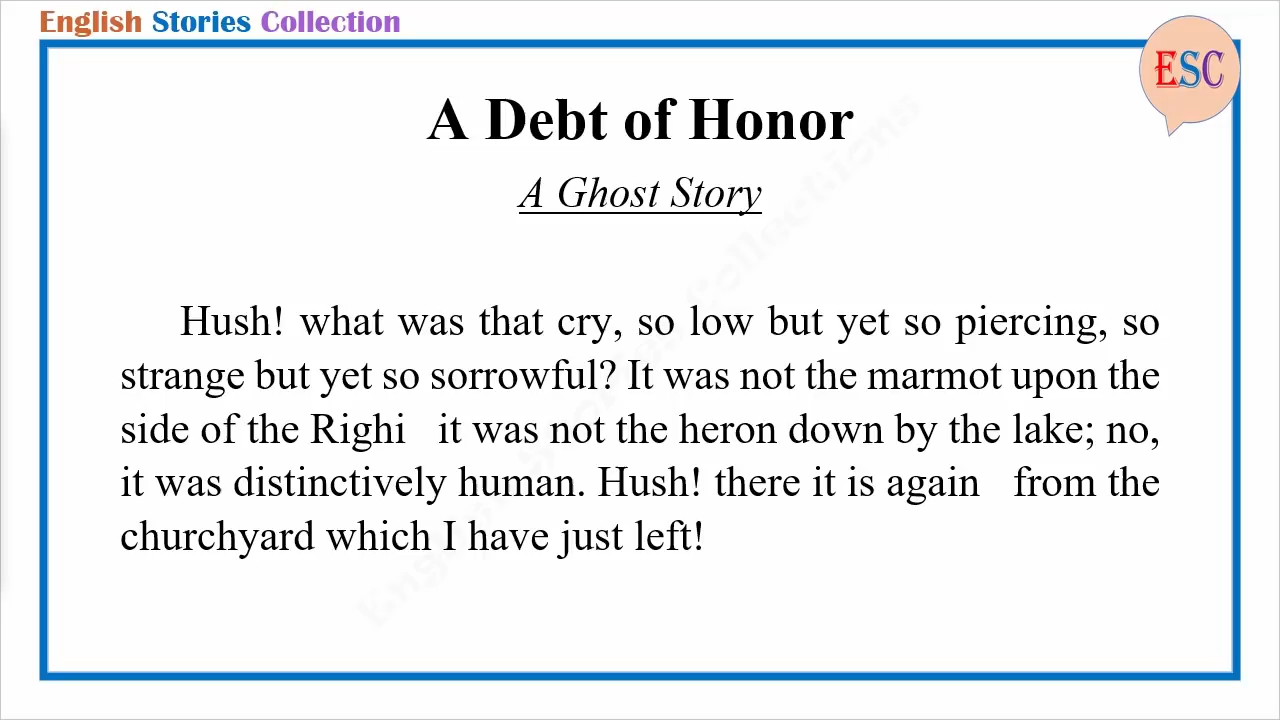 English Stories Collection
ESC
A Debt of Honor
A Ghost Story
Hush! what was that cry, so low but yet so piercing, so
strange but yet so sorrowful? It was not the marmot upon the
side of the Righi   it was not the heron down by the lake; no,
it was distinctively human. Hush! there it is again   from the
churchyard which I have just left!
English Stories Collections